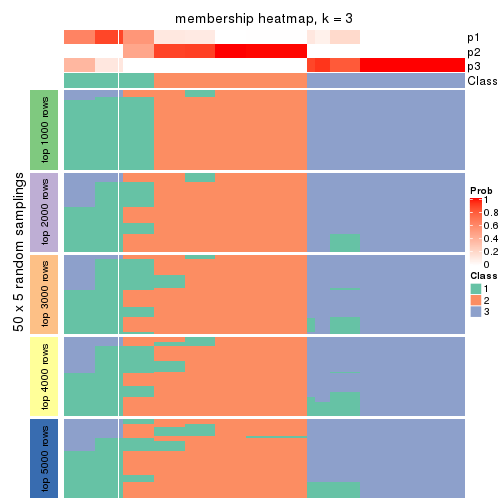 membership heatmap, k = 3
p1
p2
p3
Class
50 x 5 random samplings
top 1000 rows
top 2000 rows
top 3000 rows
top 4000 rows
top 5000 rows
Prob
1
0.8
0.6
0.4
0.2
0
Class
1
2
3